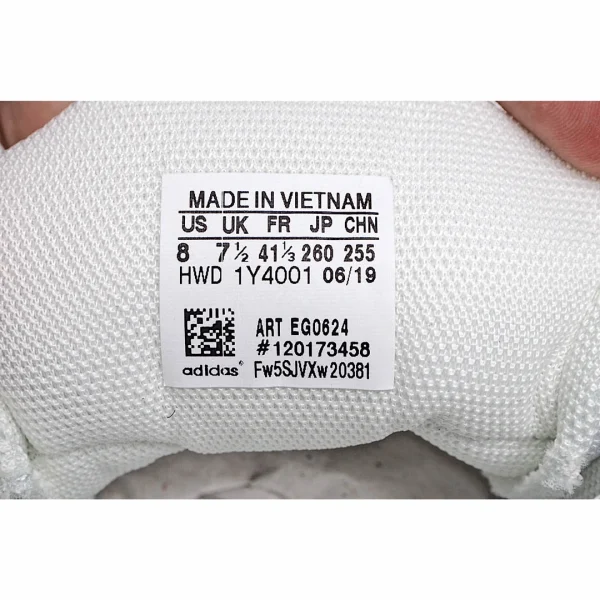 MADE IN VIETNAM
US UK FR JP CHN
8 7½ 41⅓ 260 255
HWD 1Y4001 06/19
ART EG0624
#120173458
adidas® Fw5SJVXw20381